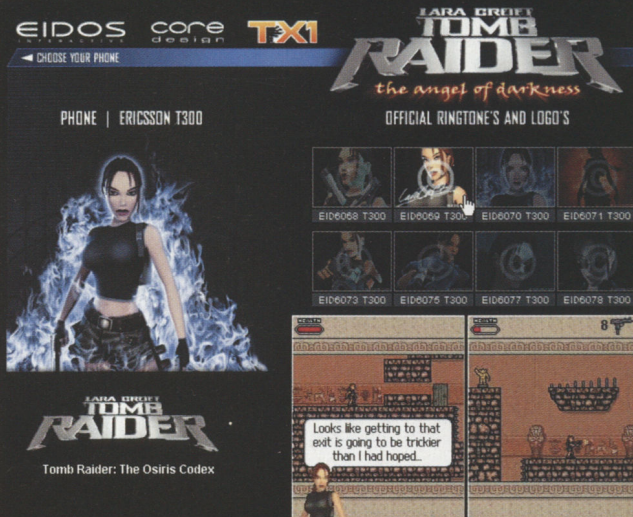 EIDOS
INTERACTIVE
core
design
TX1
LARA CROFT
TOMB
RAIDER
the angel of darkness
◄ CHOOSE YOUR PHONE
PHONE | ERICSSON T300
OFFICIAL RINGTONE'S AND LOGO'S
EID6068 T300
EID6069 T300
EID6070 T300
EID6071 T300
EID6073 T300
EID6075 T300
EID6077 T300
EID6078 T300
HEALTH
HEALTH
8
Looks like getting to that
exit is going to be trickier
than I had hoped...
LARA CROFT
TOMB
RAIDER
Tomb Raider: The Osiris Codex